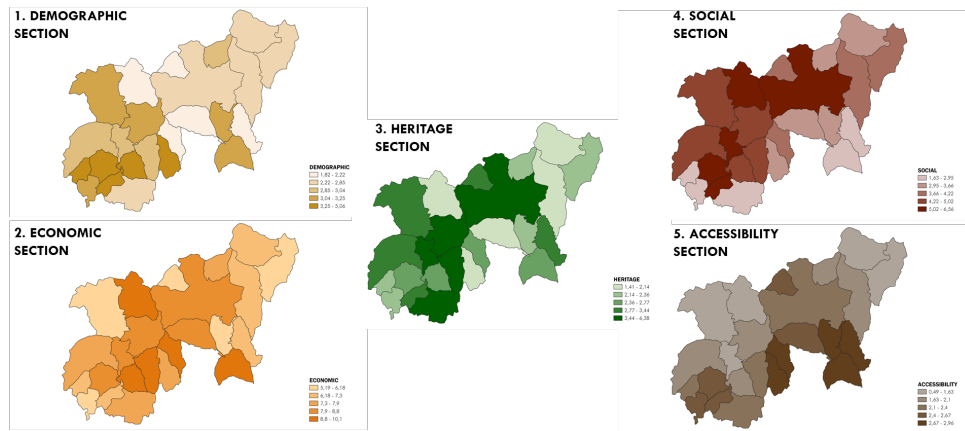 1. DEMOGRAPHIC
SECTION
DEMOGRAPHIC
1,82 - 2,22
2,22 - 2,85
2,85 - 3,04
3,04 - 3,25
3,25 - 5,06
2. ECONOMIC
SECTION
ECONOMIC
3,19 - 6,18
6,18 - 7,3
7,3 - 7,9
7,9 - 8,8
8,8 - 10,1
3. HERITAGE
SECTION
HERITAGE
1,41 - 2,14
2,14 - 2,36
2,36 - 2,77
2,77 - 3,44
3,44 - 6,38
4. SOCIAL
SECTION
SOCIAL
1,63 - 2,95
2,95 - 3,66
3,66 - 4,22
4,22 - 5,02
5,02 - 6,56
5. ACCESSIBILITY
SECTION
ACCESSIBILITY
0,49 - 1,63
1,63 - 2,1
2,1 - 2,4
2,4 - 2,67
2,67 - 2,96